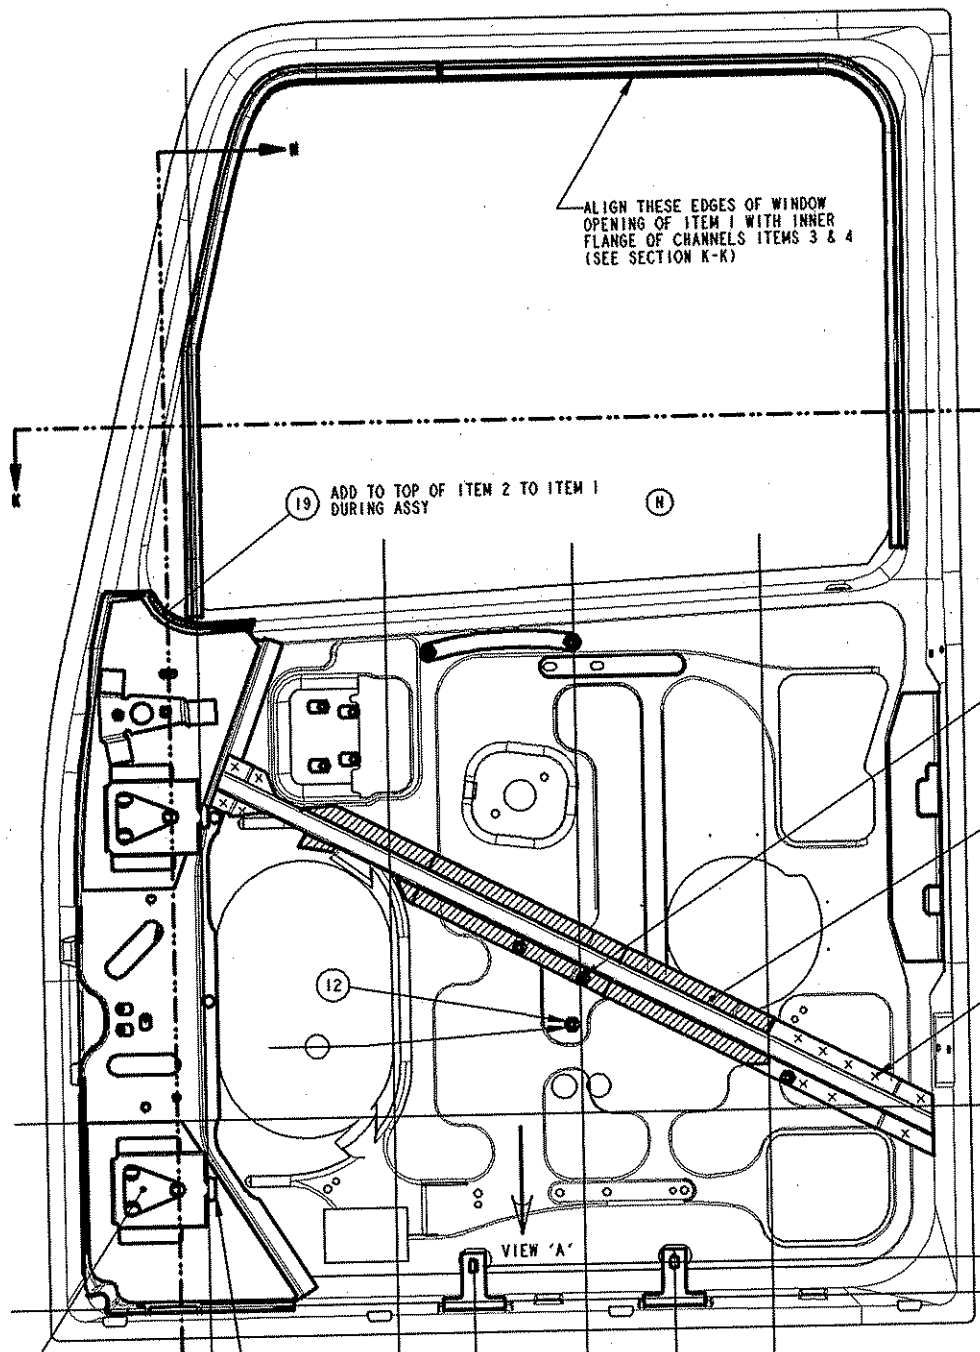 M
ALIGN THESE EDGES OF WINDOW
OPENING OF ITEM 1 WITH INNER
FLANGE OF CHANNELS ITEMS 3 & 4
(SEE SECTION K-K)
K
19 ADD TO TOP OF ITEM 2 TO ITEM 1
DURING ASSY
N
12
VIEW 'A'